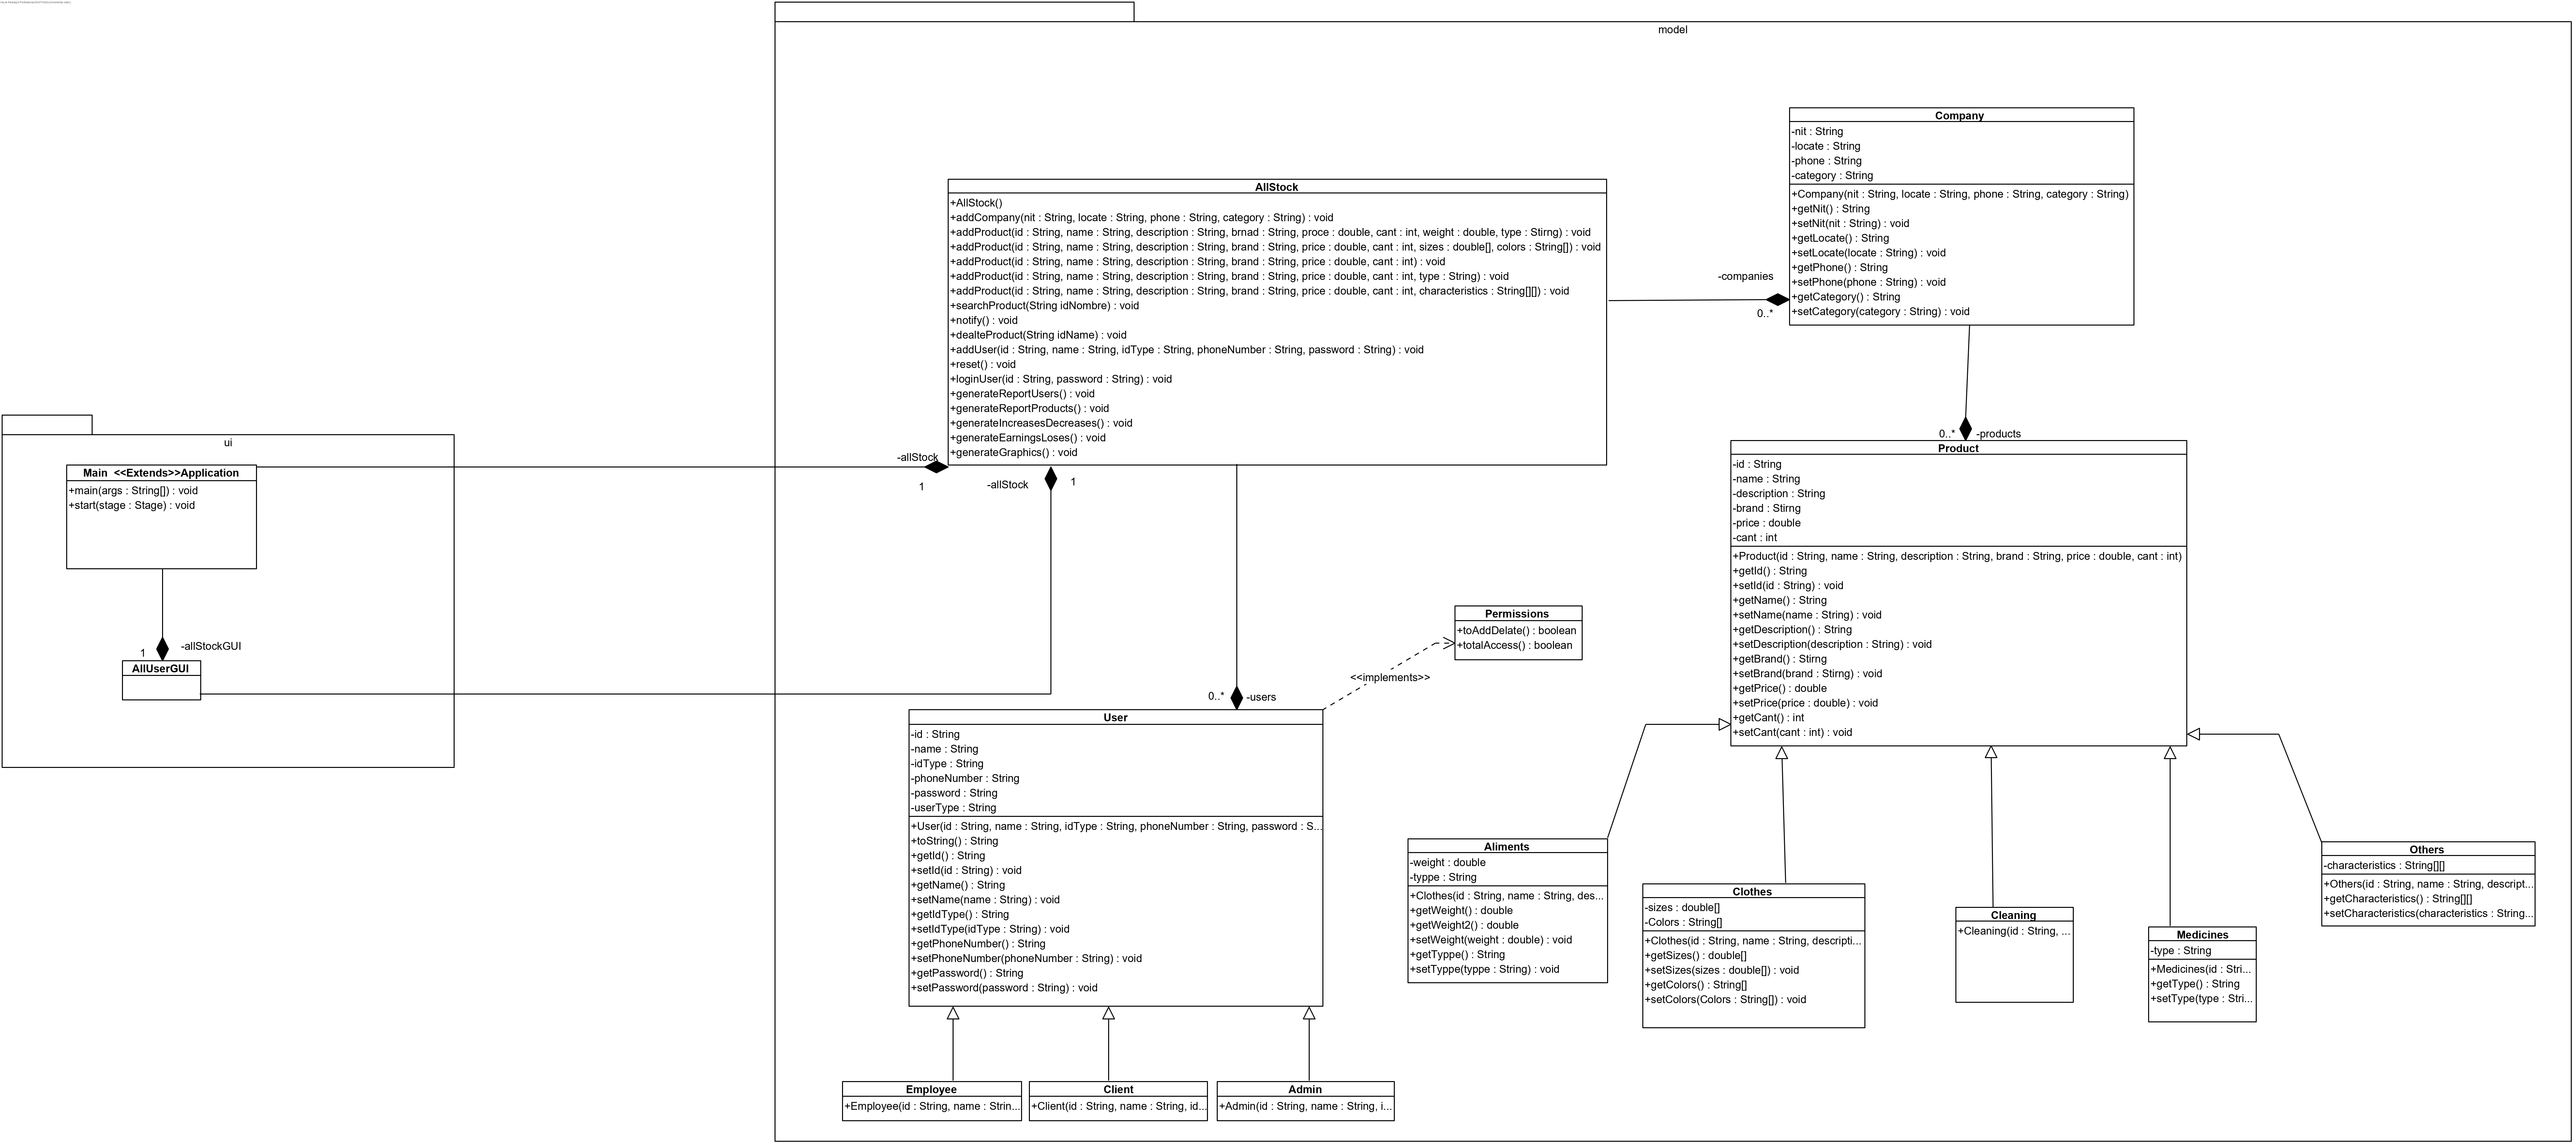 model
Company
-nit : String
-locate : String
-phone : String
-category : String
+Company(nit : String, locate : String, phone : String, category : String)
+getNit() : String
+setNit(nit : String) : void
+getLocate() : String
+setLocate(locate : String) : void
+getPhone() : String
+setPhone(phone : String) : void
+getCategory() : String
+setCategory(category : String) : void
AllStock
+AllStock()
+addCompany(nit : String, locate : String, phone : String, category : String) : void
+addProduct(id : String, name : String, description : String, brnad : String, proce : double, cant : int, weight : double, type : Stirng) : void
+addProduct(id : String, name : String, description : String, brand : String, price : double, cant : int, sizes : double[], colors : String[]) : void
+addProduct(id : String, name : String, description : String, brand : String, price : double, cant : int) : void
+addProduct(id : String, name : String, description : String, brand : String, price : double, cant : int, type : String) : void
+addProduct(id : String, name : String, description : String, brand : String, price : double, cant : int, characteristics : String[][]) : void
+searchProduct(String idNombre) : void
+notify() : void
+dealteProduct(String idName) : void
+addUser(id : String, name : String, idType : String, phoneNumber : String, password : String) : void
+reset() : void
+loginUser(id : String, password : String) : void
+generateReportUsers() : void
+generateReportProducts() : void
+generateIncreasesDecreases() : void
+generateEarningsLoses() : void
+generateGraphics() : void
-companies
0..*
0..*
-products
ui
Main <<Extends>>Application
+main(args : String[]) : void
+start(stage : Stage) : void
-allStock
1
-allStock
1
-allStockGUI
1
AllUserGUI
Product
-id : String
-name : String
-description : String
-brand : Stirng
-price : double
-cant : int
+Product(id : String, name : String, description : String, brand : String, price : double, cant : int)
+getId() : String
+setId(id : String) : void
+getName() : String
+setName(name : String) : void
+getDescription() : String
+setDescription(description : String) : void
+getBrand() : Stirng
+setBrand(brand : Stirng) : void
+getPrice() : double
+setPrice(price : double) : void
+getCant() : int
+setCant(cant : int) : void
Permissions
+toAddDelate() : boolean
+totalAccess() : boolean
<<implements>>
0..*
-users
User
-id : String
-name : String
-idType : String
-phoneNumber : String
-password : String
-userType : String
+User(id : String, name : String, idType : String, phoneNumber : String, password : S...
+toString() : String
+getId() : String
+setId(id : String) : void
+getName() : String
+setName(name : String) : void
+getIdType() : String
+setIdType(idType : String) : void
+getPhoneNumber() : String
+setPhoneNumber(phoneNumber : String) : void
+getPassword() : String
+setPassword(password : String) : void
Aliments
-weight : double
-typpe : String
+Clothes(id : String, name : String, des...
+getWeight() : double
+getWeight2() : double
+setWeight(weight : double) : void
+getTyppe() : String
+setTyppe(typpe : String) : void
Clothes
-sizes : double[]
-Colors : String[]
+Clothes(id : String, name : String, descripti...
+getSizes() : double[]
+setSizes(sizes : double[]) : void
+getColors() : String[]
+setColors(Colors : String[]) : void
Cleaning
+Cleaning(id : String, ...
Medicines
-type : String
+Medicines(id : Stri...
+getType() : String
+setType(type : Stri...
Others
-characteristics : String[][]
+Others(id : String, name : String, descript...
+getCharacteristics() : String[][]
+setCharacteristics(characteristics : String...
Employee
+Employee(id : String, name : Strin...
Client
+Client(id : String, name : String, id...
Admin
+Admin(id : String, name : String, i...